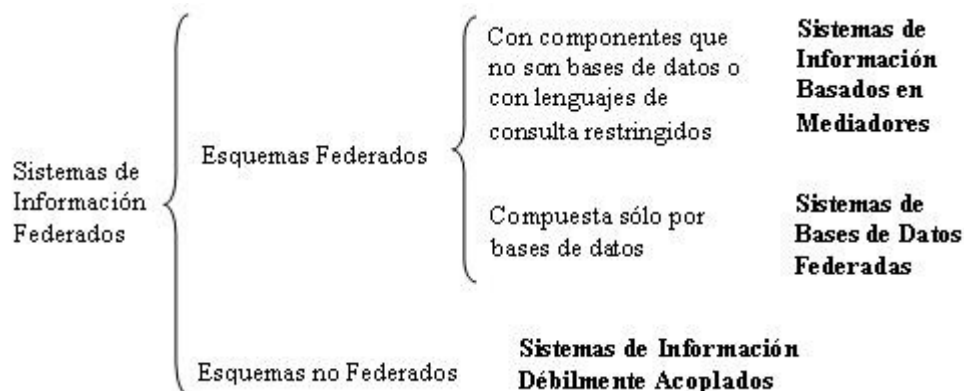 Sistemas de
Información
Federados
Esquemas Federados
Con componentes que
no son bases de datos o
con lenguajes de
consulta restringidos
Sistemas de
Información
Basados en
Mediadores
Compuesta sólo por
bases de datos
Sistemas de
Bases de Datos
Federadas
Esquemas no Federados
Sistemas de Información
Débilmente Acoplados